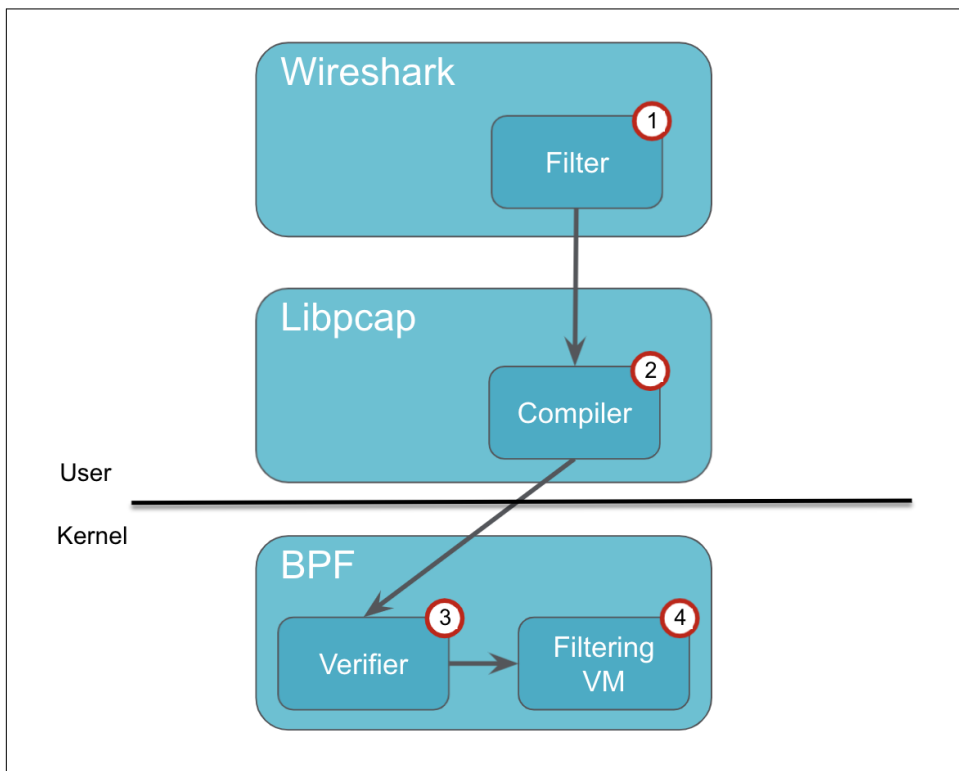 Wireshark
1
Filter
Libpcap
2
Compiler
User
Kernel
BPF
3
Verifier
4
Filtering
VM